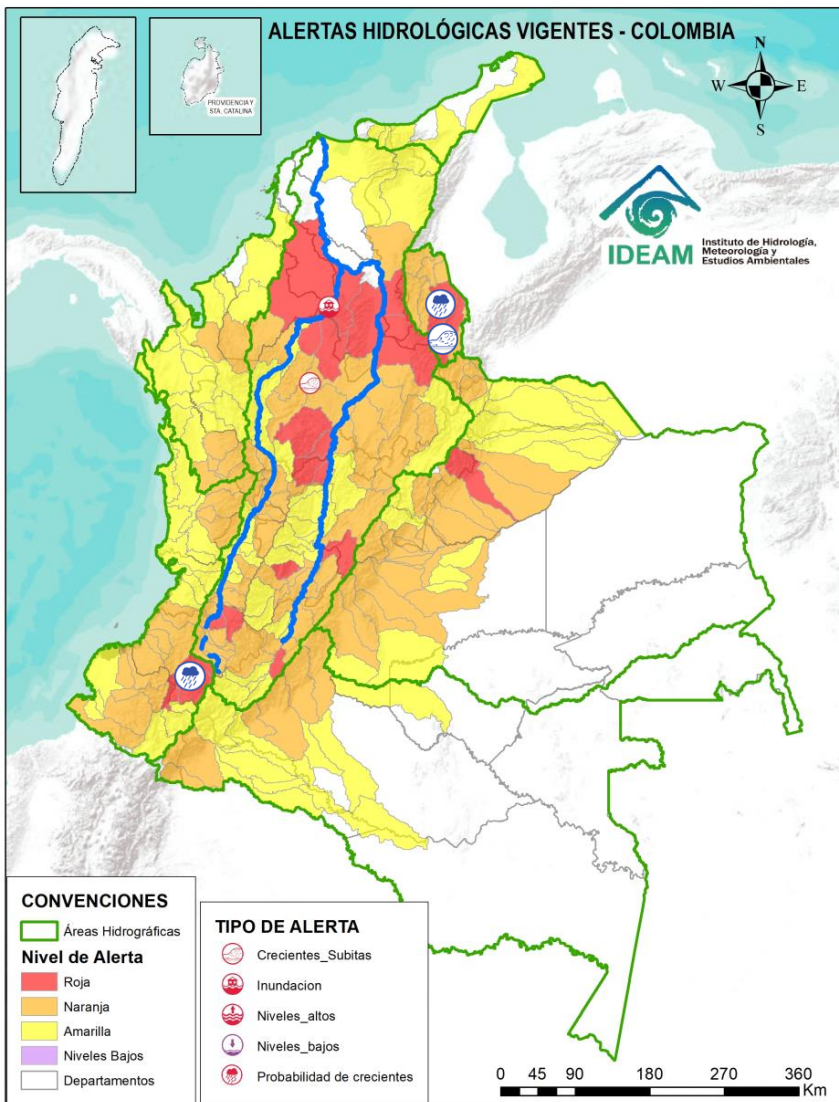 ALERTAS HIDROLÓGICAS VIGENTES - COLOMBIA
PROVIDENCIA Y
STA. CATALINA
N
W
E
S
IDEAM
Instituto de Hidrología,
Meteorología y
Estudios Ambientales
CONVENCIONES
Áreas Hidrográficas
Nivel de Alerta
Roja
Naranja
Amarilla
Niveles Bajos
Departamentos
TIPO DE ALERTA
Crecientes_Subitas
Inundacion
Niveles_altos
Niveles_bajos
Probabilidad de crecientes
0 45 90 180 270 360
Km